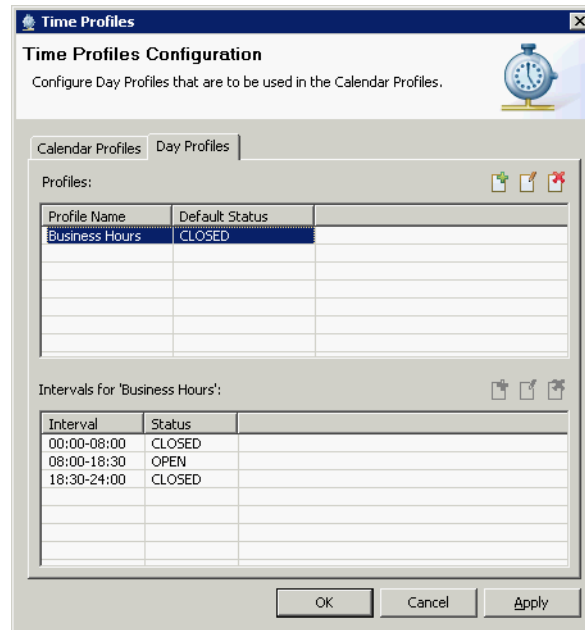 Time Profiles
Time Profiles Configuration
Configure Day Profiles that are to be used in the Calendar Profiles.
Calendar Profiles Day Profiles
Profiles:
Profile Name Default Status
Business Hours CLOSED
Intervals for 'Business Hours':
Interval Status
00:00-08:00 CLOSED
08:00-18:30 OPEN
18:30-24:00 CLOSED
OK Cancel Apply